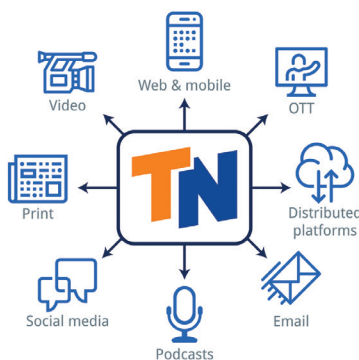 Web & mobile
Video
OTT
TN
Print
Distributed
platforms
Social media
Email
Podcasts